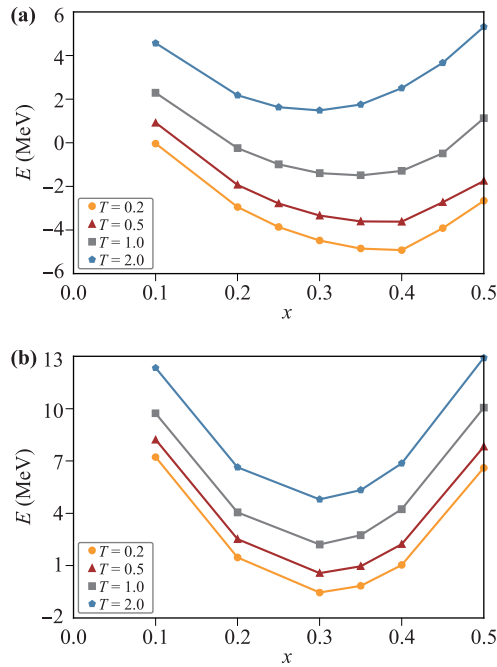 (a)
6
4
2
0
−2
−4
−6
E (MeV)
T = 0.2
T = 0.5
T = 1.0
T = 2.0
0.0 0.1 0.2 0.3 0.4 0.5
x
(b)
13
10
7
4
1
−2
E (MeV)
T = 0.2
T = 0.5
T = 1.0
T = 2.0
0.0 0.1 0.2 0.3 0.4 0.5
x